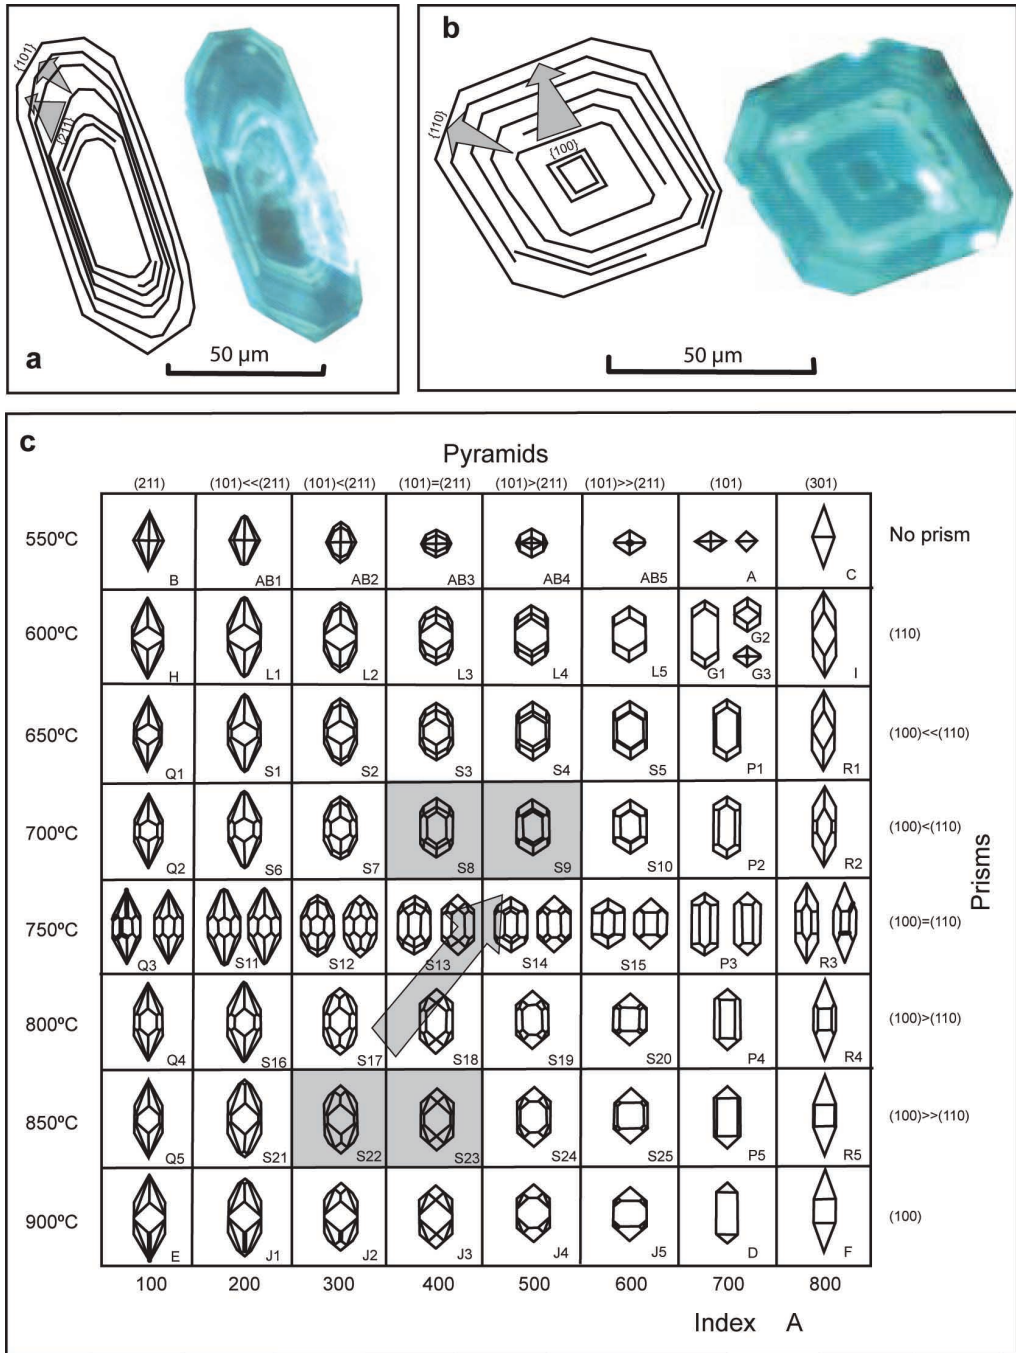 a
{101}
{211}
50 µm
b
{110}
{100}
50 µm
c
Pyramids
(211) (101)<<(211) (101)<(211) (101)=(211) (101)>(211) (101)>>(211) (101) (301)
550ºC B AB1 AB2 AB3 AB4 AB5 A C No prism
600ºC H L1 L2 L3 L4 L5 G1 G2 G3 I (110)
650ºC Q1 S1 S2 S3 S4 S5 P1 R1 (100)<<(110)
700ºC Q2 S6 S7 S8 S9 S10 P2 R2 (100)<(110)
Prisms
750ºC Q3 S11 S12 S13 S14 S15 P3 R3 (100)=(110)
800ºC Q4 S16 S17 S18 S19 S20 P4 R4 (100)>(110)
850ºC Q5 S21 S22 S23 S24 S25 P5 R5 (100)>>(110)
900ºC E J1 J2 J3 J4 J5 D F (100)
100 200 300 400 500 600 700 800
Index A